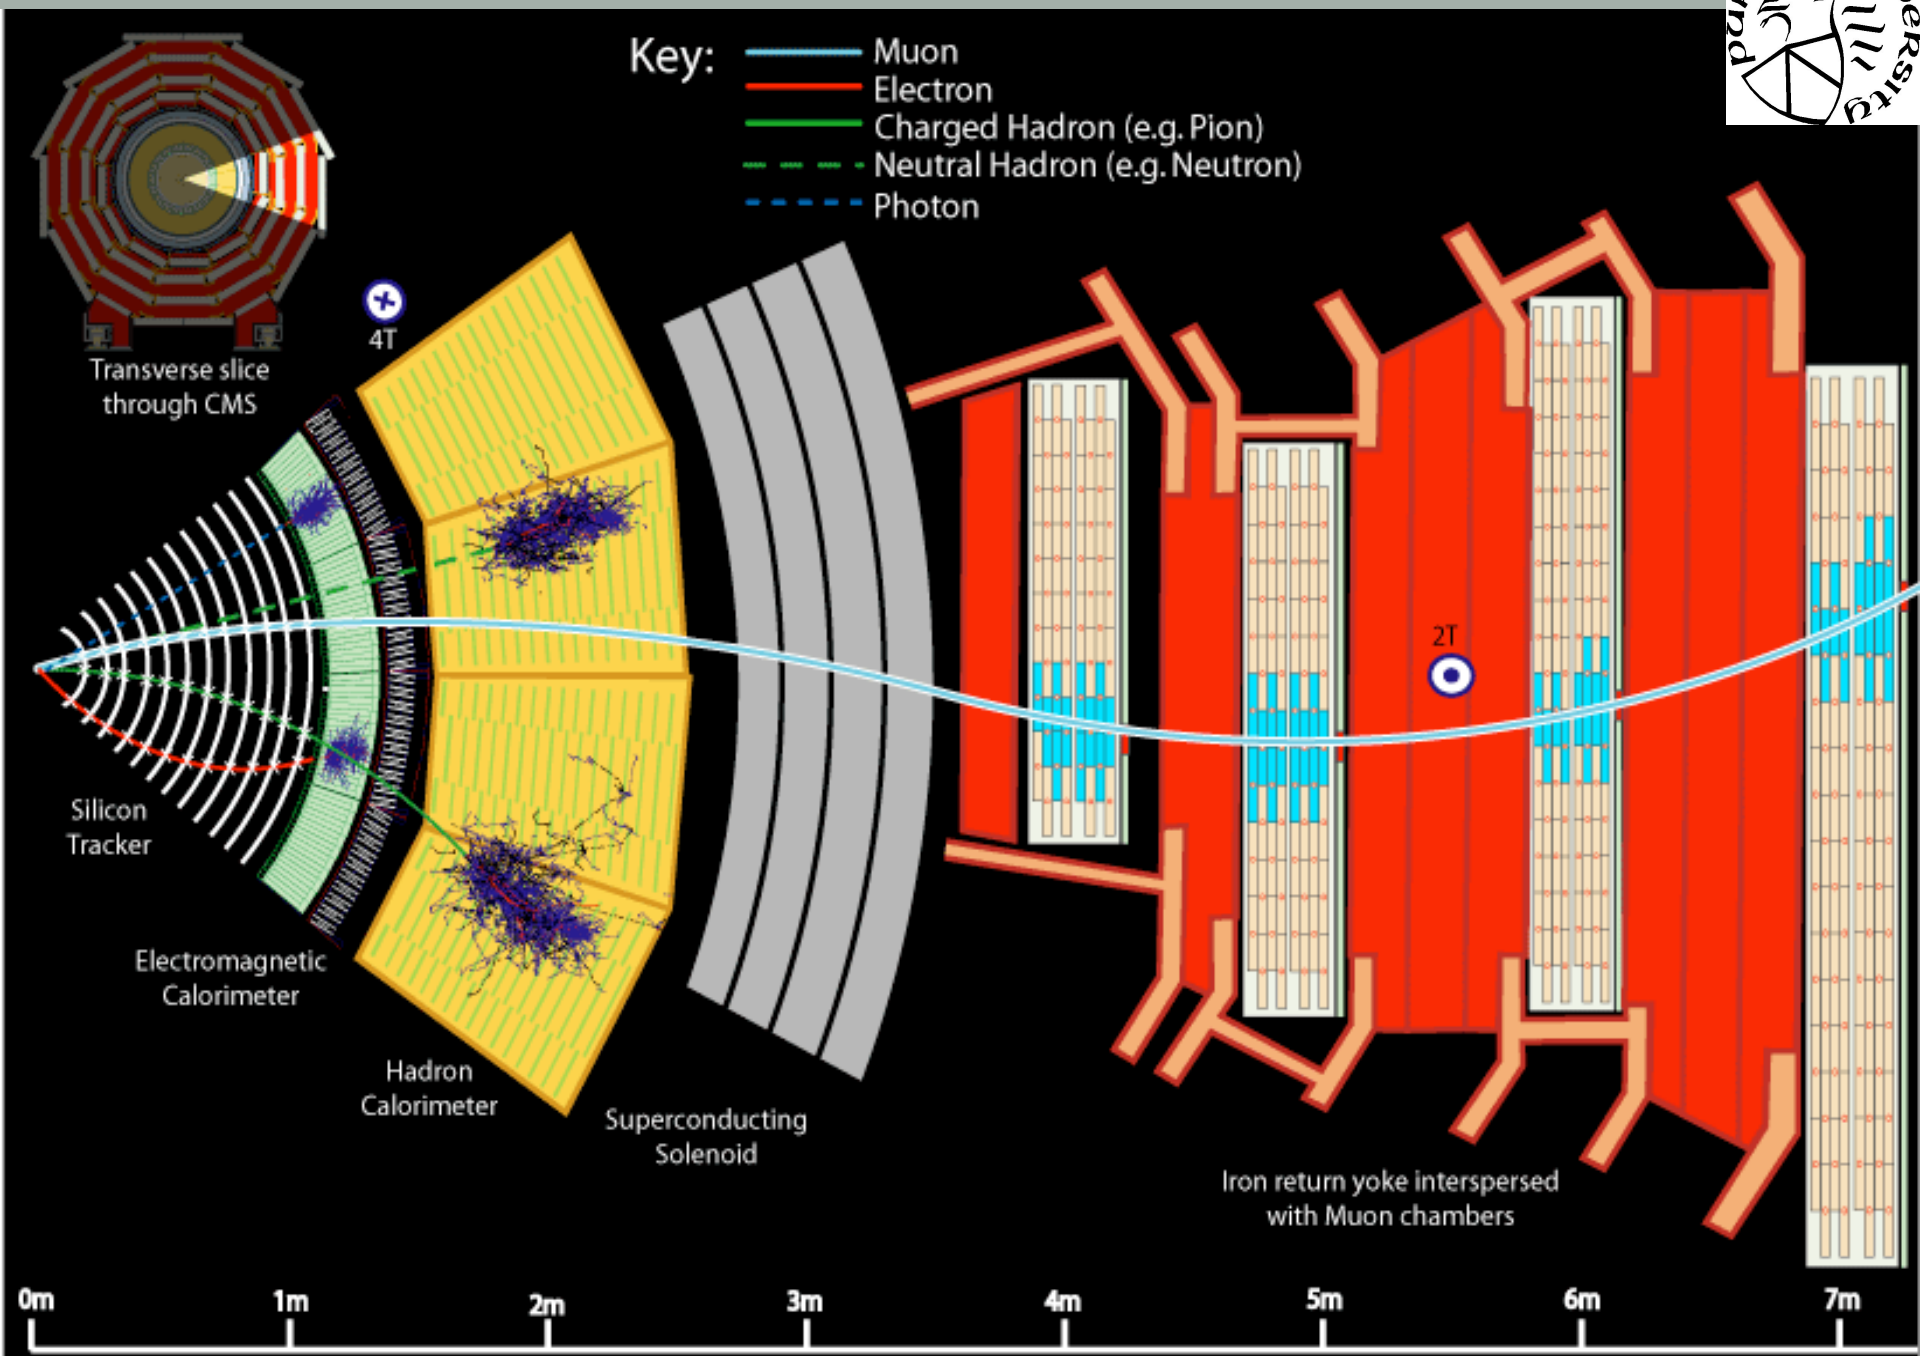 Key:
Muon
Electron
Charged Hadron (e.g. Pion)
Neutral Hadron (e.g. Neutron)
Photon
4T
Transverse slice
through CMS
2T
Silicon
Tracker
Electromagnetic
Calorimeter
Hadron
Calorimeter
Superconducting
Solenoid
Iron return yoke interspersed
with Muon chambers
0m 1m 2m 3m 4m 5m 6m 7m